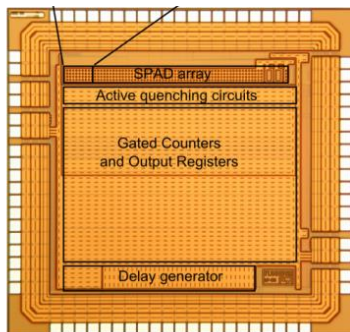 SPAD array
Active quenching circuits
Gated Counters
and Output Registers
Delay generator